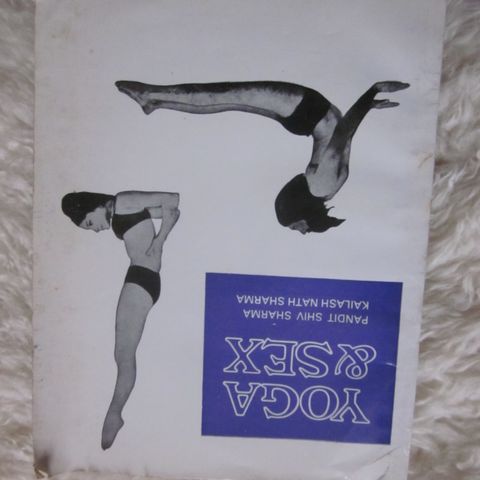 YOGA
&SEX
PANDIT SHIV SHARMA
KAILASH NATH SHARMA